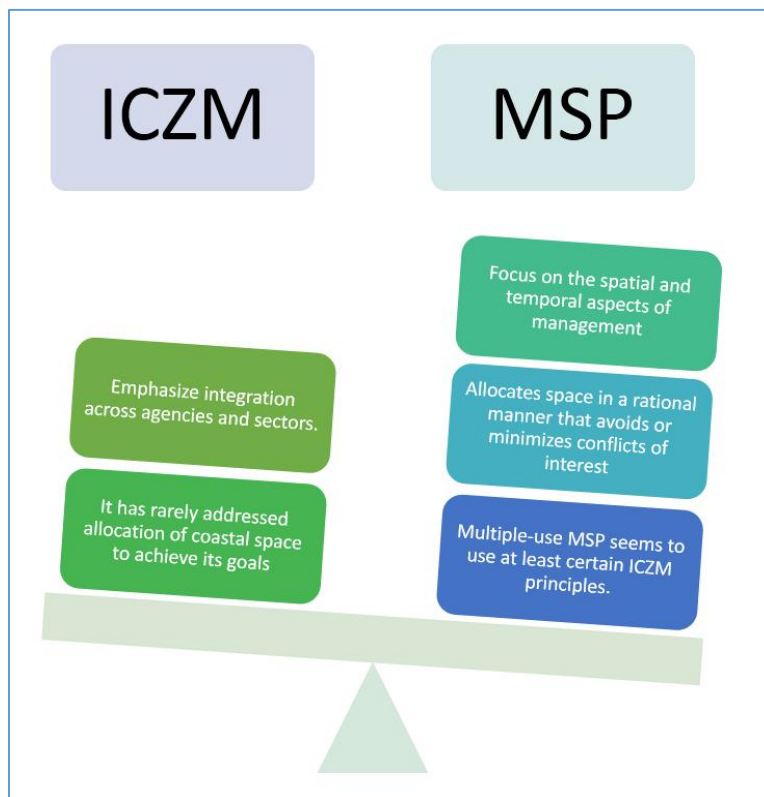 ICZM
MSP
Emphasize integration
across agencies and sectors.
It has rarely addressed
allocation of coastal space
to achieve its goals
Focus on the spatial and
temporal aspects of
management
Allocates space in a rational
manner that avoids or
minimizes conflicts of
interest
Multiple-use MSP seems to
use at least certain ICZM
principles.